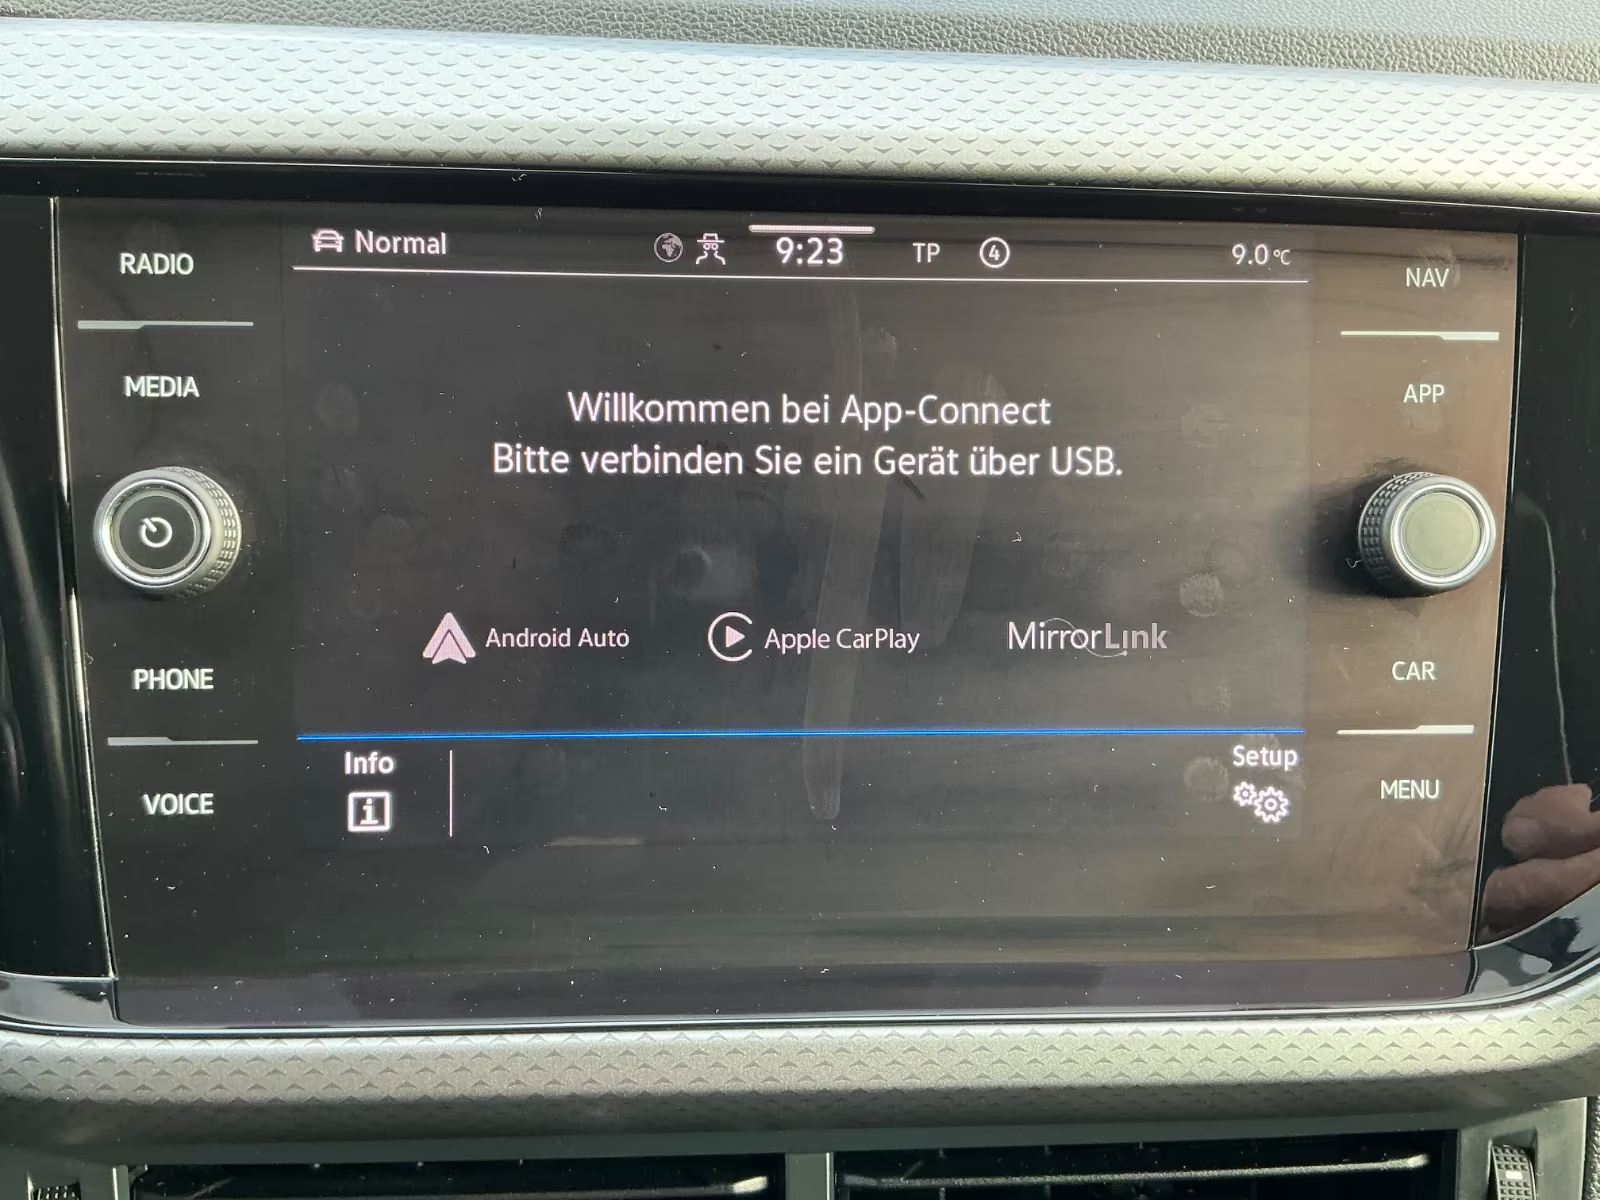 RADIO
MEDIA
PHONE
VOICE
Normal
9:23
TP
4
9.0 °C
Willkommen bei App-Connect
Bitte verbinden Sie ein Gerät über USB.
Android Auto
Apple CarPlay
MirrorLink
Info
i
Setup
NAV
APP
CAR
MENU